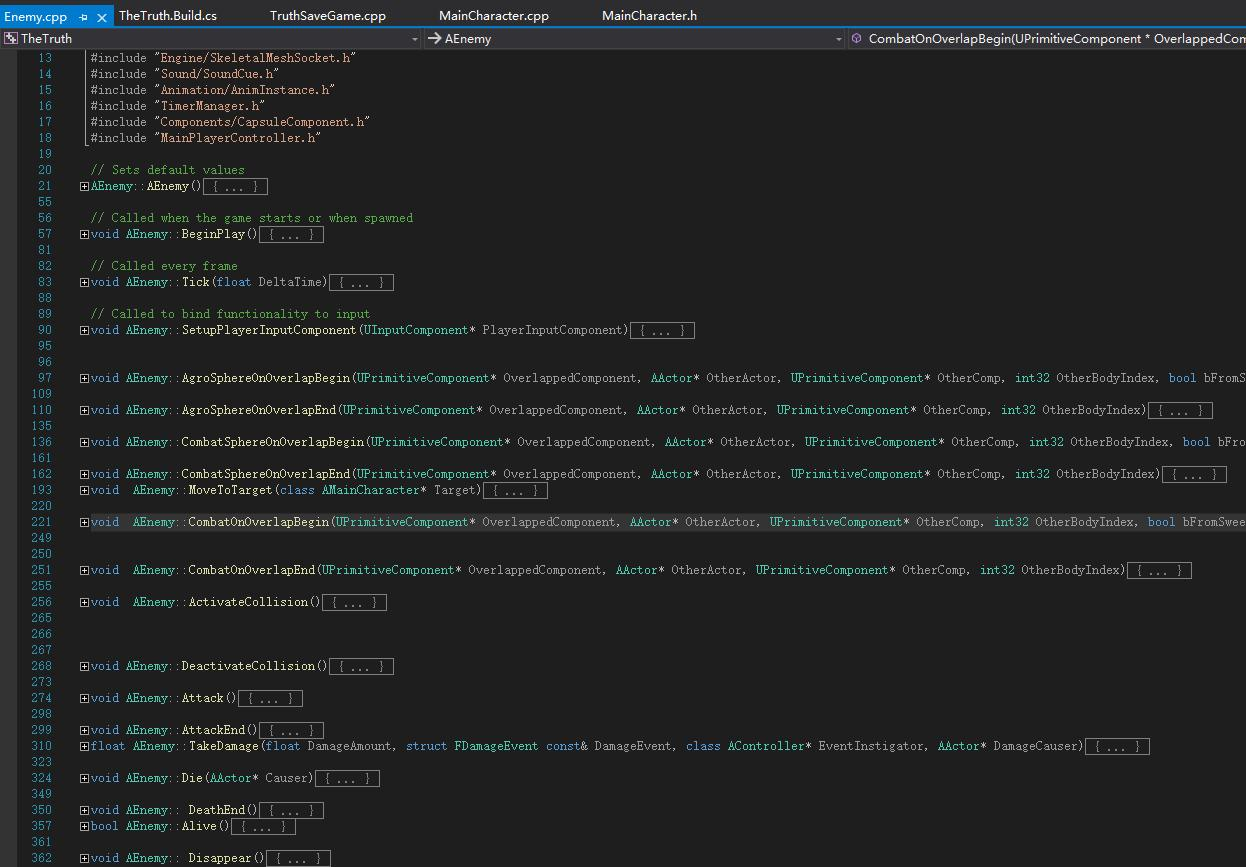 Enemy.cpp TheTruth.Build.cs TruthSaveGame.cpp MainCharacter.cpp MainCharacter.h
TheTruth AEnemy CombatOnOverlapBegin(UPrimitiveComponent * OverlappedCom
13 #include "Engine/SkeletalMeshSocket.h"
14 #include "Sound/SoundCue.h"
15 #include "Animation/AnimInstance.h"
16 #include "TimerManager.h"
17 #include "Components/CapsuleComponent.h"
18 #include "MainPlayerController.h"
19
20 // Sets default values
21 AEnemy::AEnemy() { ... }
55
56 // Called when the game starts or when spawned
57 void AEnemy::BeginPlay() { ... }
81
82 // Called every frame
83 void AEnemy::Tick(float DeltaTime) { ... }
88
89 // Called to bind functionality to input
90 void AEnemy::SetupPlayerInputComponent(UInputComponent* PlayerInputComponent) { ... }
95
96
97 void AEnemy::AgroSphereOnOverlapBegin(UPrimitiveComponent* OverlappedComponent, AActor* OtherActor, UPrimitiveComponent* OtherComp, int32 OtherBodyIndex, bool bFromS
109
110 void AEnemy::AgroSphereOnOverlapEnd(UPrimitiveComponent* OverlappedComponent, AActor* OtherActor, UPrimitiveComponent* OtherComp, int32 OtherBodyIndex) { ... }
135
136 void AEnemy::CombatSphereOnOverlapBegin(UPrimitiveComponent* OverlappedComponent, AActor* OtherActor, UPrimitiveComponent* OtherComp, int32 OtherBodyIndex, bool bFro
161
162 void AEnemy::CombatSphereOnOverlapEnd(UPrimitiveComponent* OverlappedComponent, AActor* OtherActor, UPrimitiveComponent* OtherComp, int32 OtherBodyIndex) { ... }
193 void AEnemy::MoveToTarget(class AMainCharacter* Target) { ... }
220
221 void AEnemy::CombatOnOverlapBegin(UPrimitiveComponent* OverlappedComponent, AActor* OtherActor, UPrimitiveComponent* OtherComp, int32 OtherBodyIndex, bool bFromSwee
249
250
251 void AEnemy::CombatOnOverlapEnd(UPrimitiveComponent* OverlappedComponent, AActor* OtherActor, UPrimitiveComponent* OtherComp, int32 OtherBodyIndex) { ... }
255
256 void AEnemy::ActivateCollision() { ... }
265
266
267
268 void AEnemy::DeactivateCollision() { ... }
273
274 void AEnemy::Attack() { ... }
298
299 void AEnemy::AttackEnd() { ... }
310 float AEnemy::TakeDamage(float DamageAmount, struct FDamageEvent const& DamageEvent, class AController* EventInstigator, AActor* DamageCauser) { ... }
323
324 void AEnemy::Die(AActor* Causer) { ... }
349
350 void AEnemy:: DeathEnd() { ... }
357 bool AEnemy::Alive() { ... }
361
362 void AEnemy:: Disappear() { ... }